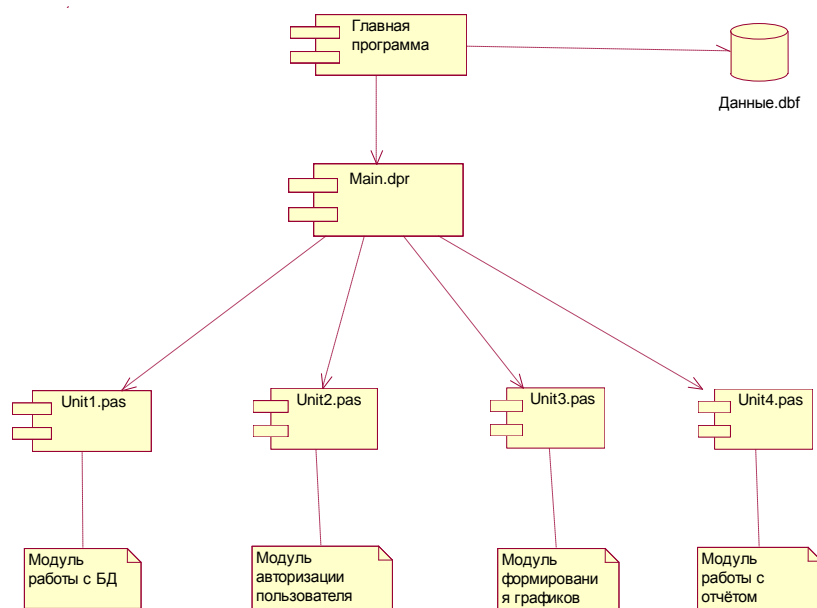 Главная
программа
Данные.dbf
Main.dpr
Unit1.pas
Unit2.pas
Unit3.pas
Unit4.pas
Модуль
работы с БД
Модуль
авторизации
пользователя
Модуль
формировани
я графиков
Модуль
работы с
отчётом